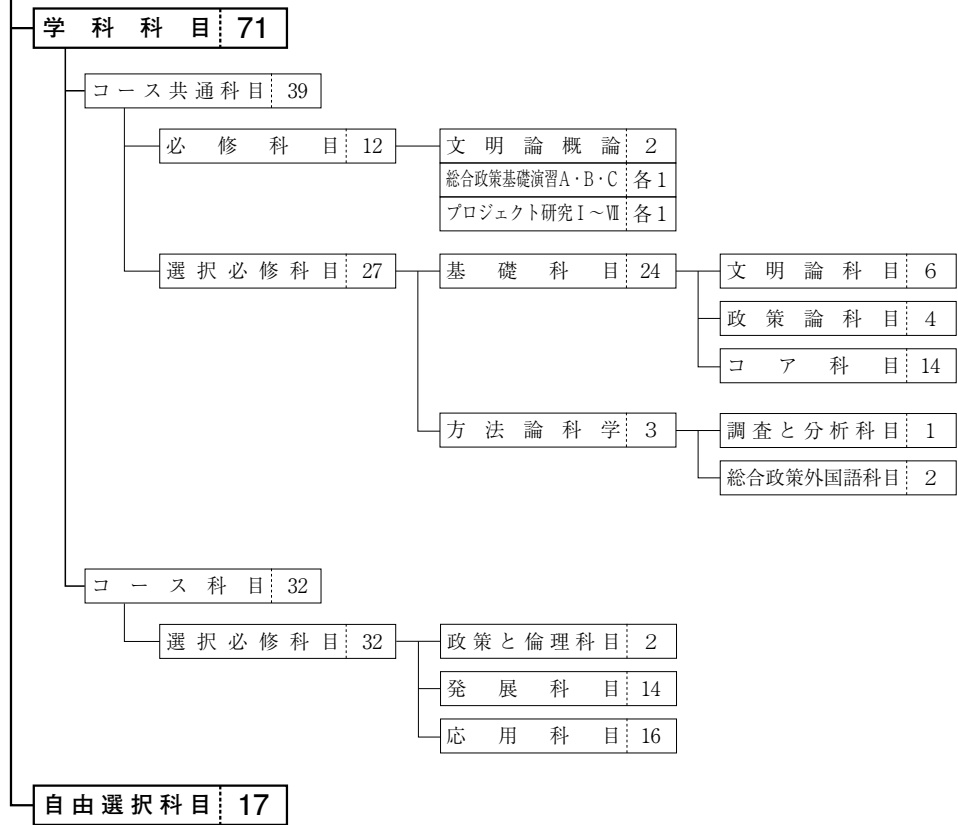 学科科目 71
コース共通科目 39
必修科目 12
文明論概論 2
総合政策基礎演習A・B・C 各1
プロジェクト研究Ⅰ～Ⅶ 各1
選択必修科目 27
基礎科目 24
文明論科目 6
政策論科目 4
コア科目 14
方法論科学 3
調査と分析科目 1
総合政策外国語科目 2
コース科目 32
選択必修科目 32
政策と倫理科目 2
発展科目 14
応用科目 16
自由選択科目 17